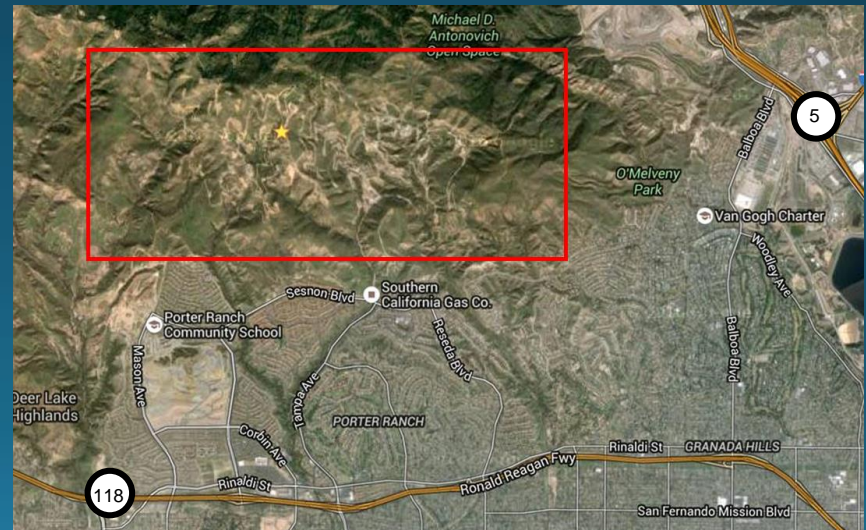 Michael D.
Antonovich
Open Space
5
Balboa Blvd
O'Melveny
Park
Van Gogh Charter
Woodley Ave
Southern
California Gas Co.
Sesnon Blvd
Porter Ranch
Community School
Reseda Blvd
Mason Ave
Balboa Blvd
Tampa Ave
Deer Lake
Highlands
PORTER RANCH
Corbin Ave
Rinaldi St
GRANADA HILLS
Ronald Reagan Fwy
Rinaldi St
118
San Fernando Mission Blvd